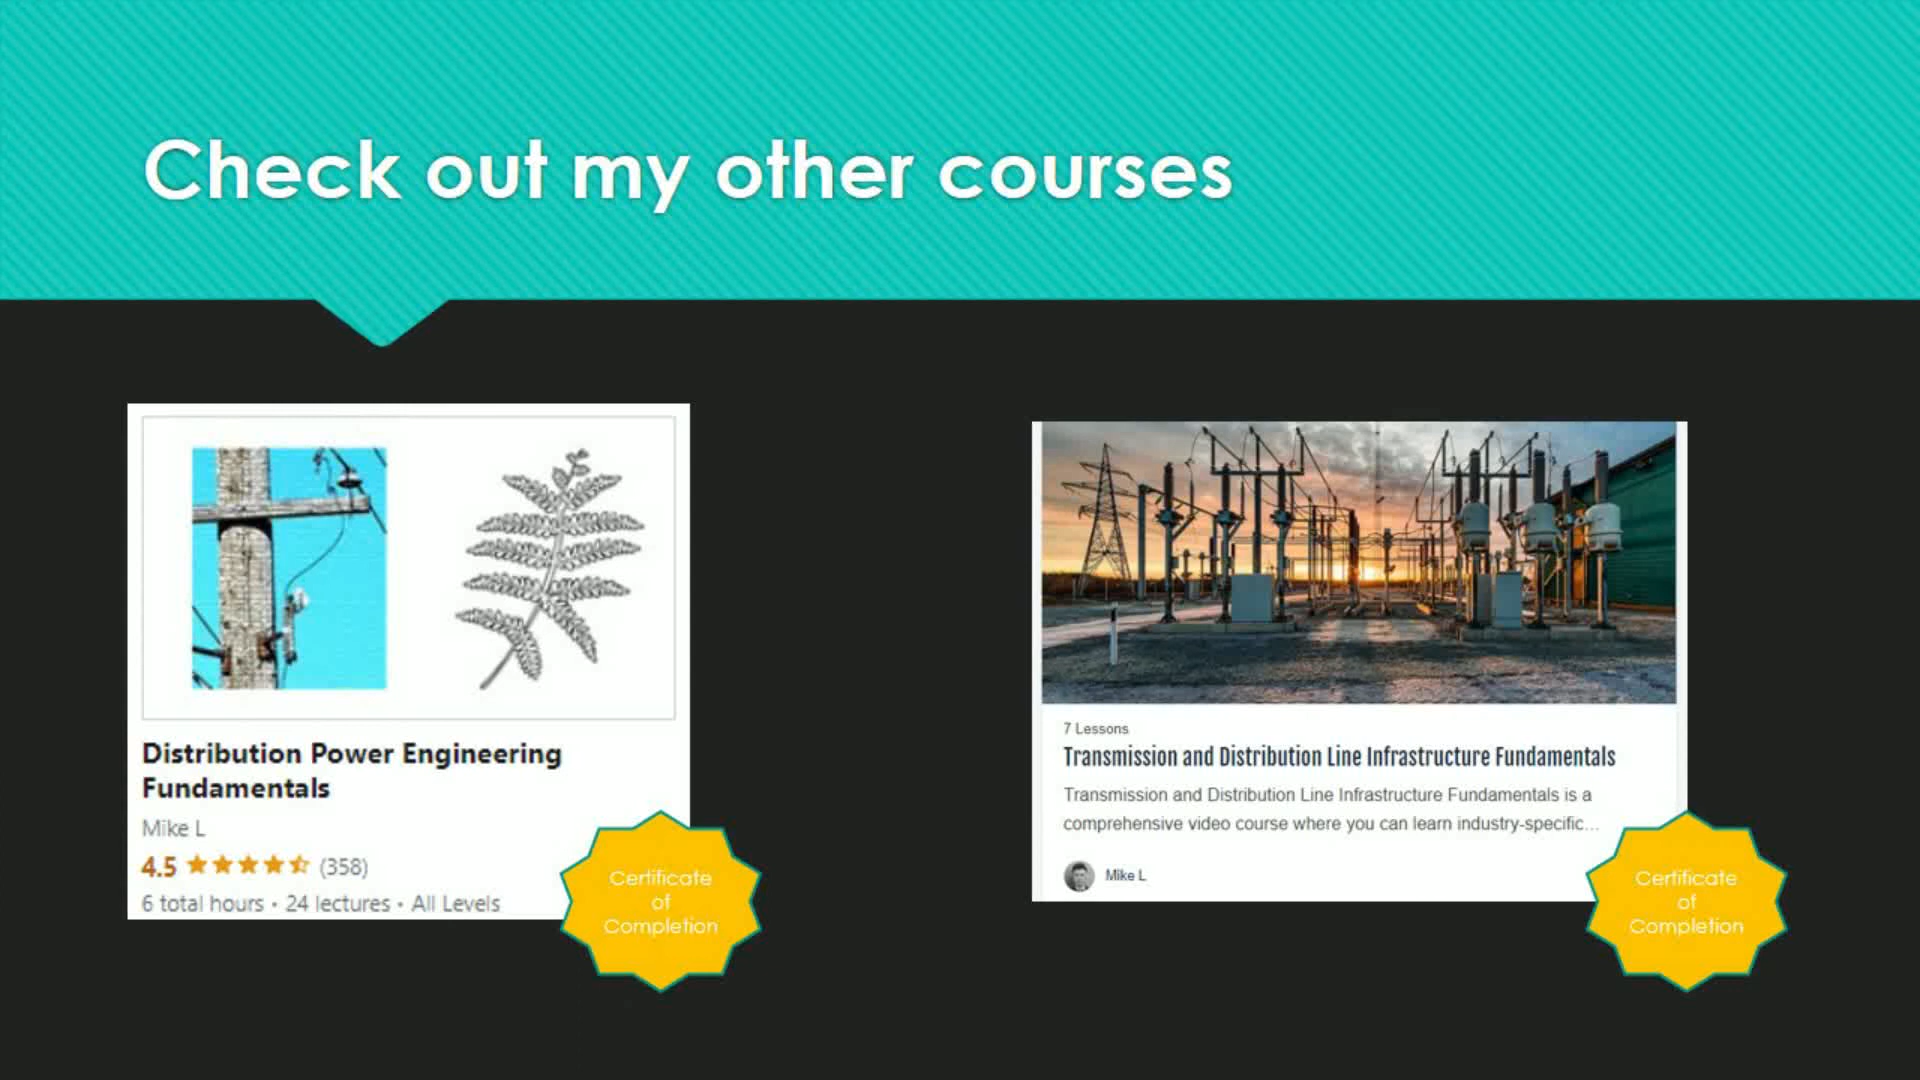 Check out my other courses
Distribution Power Engineering
Fundamentals
Mike L
4.5 (358)
6 total hours • 24 lectures • All Levels
Certificate
of
Completion
7 Lessons
Transmission and Distribution Line Infrastructure Fundamentals
Transmission and Distribution Line Infrastructure Fundamentals is a
comprehensive video course where you can learn industry-specific...
Mike L
Certificate
of
Completion